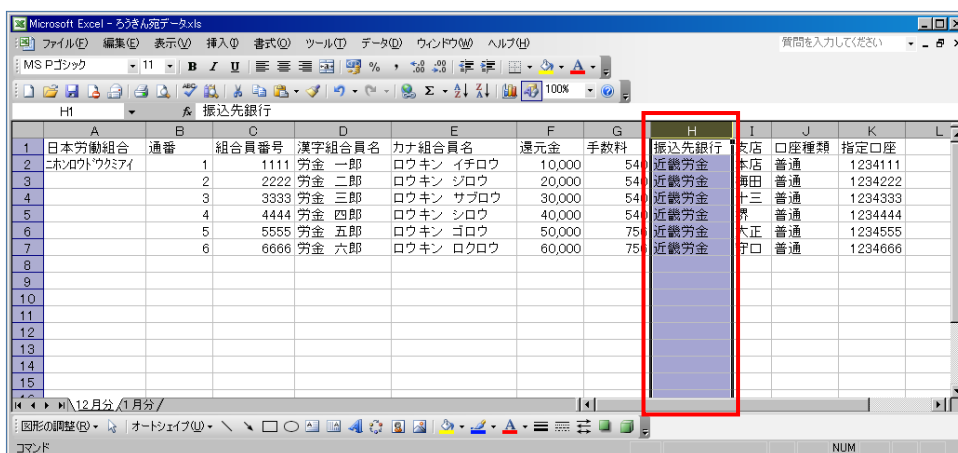 Microsoft Excel - ろうきん宛データ.xls
ファイル(F) 編集(E) 表示(V) 挿入(I) 書式(O) ツール(T) データ(D) ウィンドウ(W) ヘルプ(H) 質問を入力してください
MS Pゴシック 11 B I U
100%
H1 fx 振込先銀行
A B C D E F G H I J K L
1 日本労働組合 通番 組合員番号 漢字組合員名 カナ組合員名 還元金 手数料 振込先銀行 支店 口座種類 指定口座
2 ニホンロウドウクミアイ 1 1111 労金 一郎 ロウキン イチロウ 10,000 540 近畿労金 本店 普通 1234111
3 2 2222 労金 二郎 ロウキン ジロウ 20,000 540 近畿労金 梅田 普通 1234222
4 3 3333 労金 三郎 ロウキン サブロウ 30,000 540 近畿労金 十三 普通 1234333
5 4 4444 労金 四郎 ロウキン シロウ 40,000 540 近畿労金 堺 普通 1234444
6 5 5555 労金 五郎 ロウキン ゴロウ 50,000 756 近畿労金 大正 普通 1234555
7 6 6666 労金 六郎 ロウキン ロクロウ 60,000 756 近畿労金 守口 普通 1234666
8
9
10
11
12
13
14
15
12月分 1月分
図形の調整(R) オートシェイプ(U)
コマンド NUM